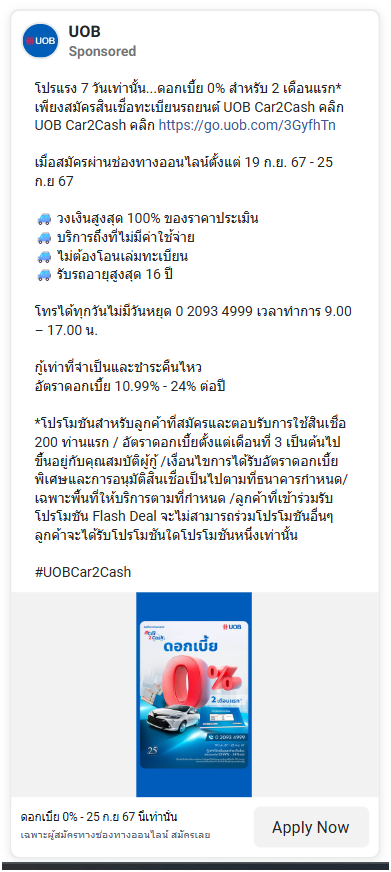 UOB
UOB
Sponsored
โปรแรง 7 วันเท่านั้น...ดอกเบี้ย 0% สำหรับ 2 เดือนแรก*
เพียงสมัครสินเชื่อทะเบียนรถยนต์ UOB Car2Cash คลิก
UOB Car2Cash คลิก https://go.uob.com/3GyfhTn
เมื่อสมัครผ่านช่องทางออนไลน์ตั้งแต่ 19 ก.ย. 67 - 25
ก.ย 67
วงเงินสูงสุด 100% ของราคาประเมิน
บริการถึงที่ไม่มีค่าใช้จ่าย
ไม่ต้องโอนเล่มทะเบียน
รับรถอายุสูงสุด 16 ปี
โทรได้ทุกวันไม่มีวันหยุด 0 2093 4999 เวลาทำการ 9.00
– 17.00 น.
กู้เท่าที่จำเป็นและชำระคืนไหว
อัตราดอกเบี้ย 10.99% - 24% ต่อปี
*โปรโมชันสำหรับลูกค้าที่สมัครและตอบรับการใช้สินเชื่อ
200 ท่านแรก / อัตราดอกเบี้ยตั้งแต่เดือนที่ 3 เป็นต้นไป
ขึ้นอยู่กับคุณสมบัติผู้กู้ /เงื่อนไขการได้รับอัตราดอกเบี้ย
พิเศษและการอนุมัติสินเชื่อเป็นไปตามที่ธนาคารกำหนด/
เฉพาะพื้นที่ให้บริการตามที่กำหนด /ลูกค้าที่เข้าร่วมรับ
โปรโมชัน Flash Deal จะไม่สามารถร่วมโปรโมชันอื่นๆ
ลูกค้าจะได้รับโปรโมชันใดโปรโมชันหนึ่งเท่านั้น
#UOBCar2Cash
UOB
ดอกเบี้ย
0%
2 เดือนแรก*
0 2093 4999
25
ดอกเบี้ย 0% - 25 ก.ย 67 นี้เท่านั้น
เฉพาะผู้สมัครทางช่องทางออนไลน์ สมัครเลย
Apply Now